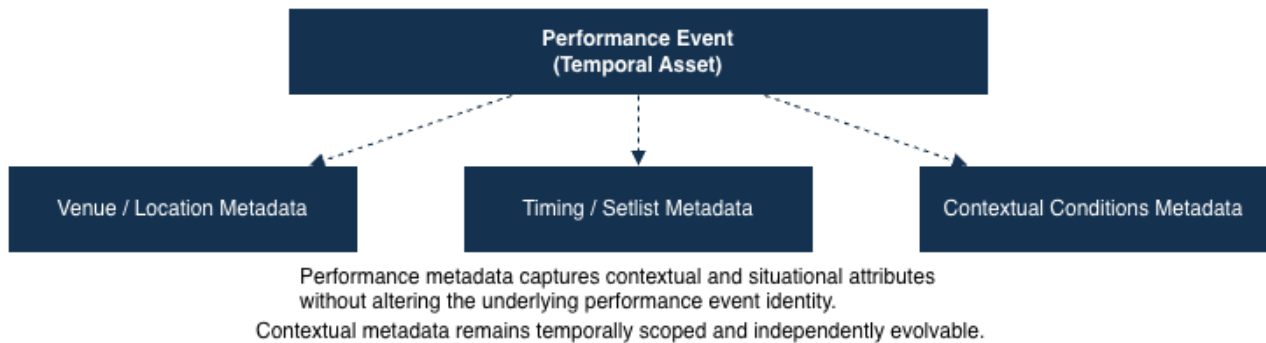 Performance Event
(Temporal Asset)
Venue / Location Metadata
Timing / Setlist Metadata
Contextual Conditions Metadata
Performance metadata captures contextual and situational attributes
without altering the underlying performance event identity.
Contextual metadata remains temporally scoped and independently evolvable.